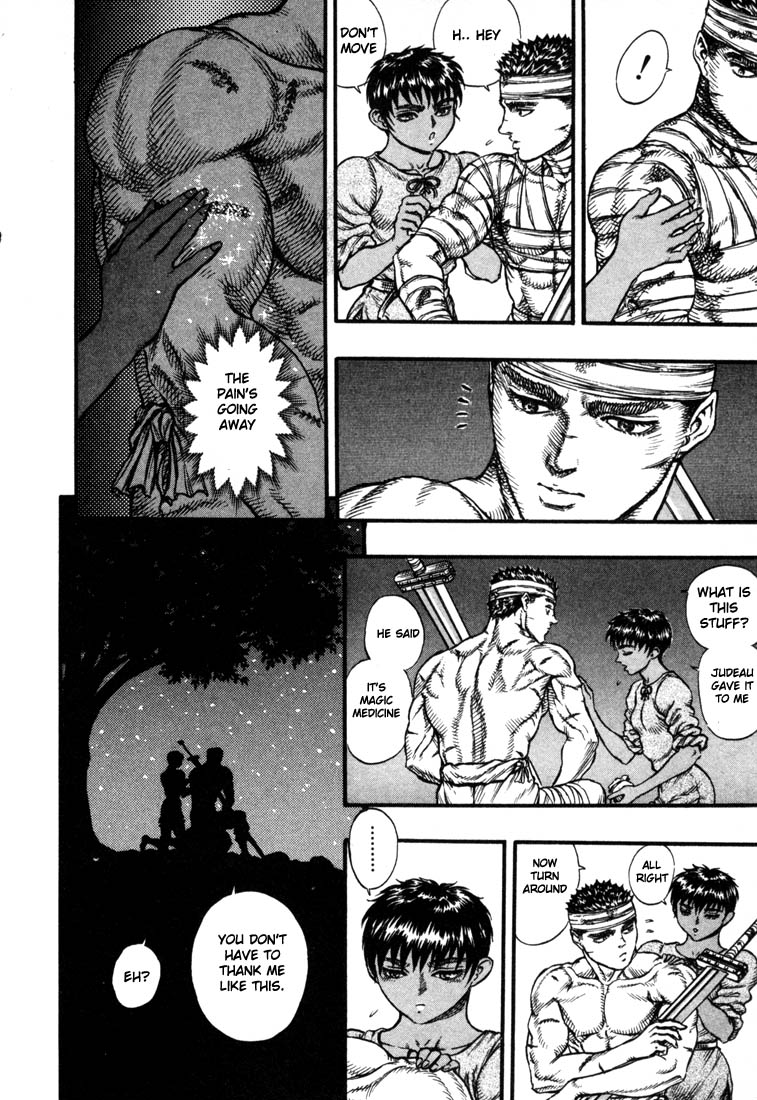 !
H.. HEY
DON'T
MOVE
THE
PAIN'S
GOING
AWAY
WHAT IS
THIS
STUFF?
JUDEAU
GAVE IT
TO ME
HE SAID
IT'S
MAGIC
MEDICINE
ALL
RIGHT
NOW
TURN
AROUND
........
YOU DON'T
HAVE TO
THANK ME
LIKE THIS.
EH?